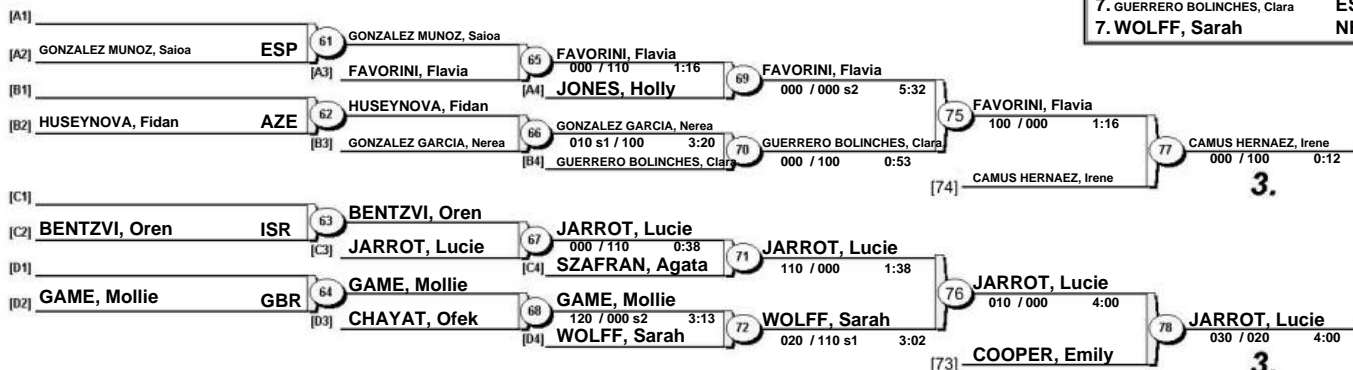 7. GUERRERO BOLINCHES, Clara
7. WOLFF, Sarah
[A1]
[A2] GONZALEZ MUNOZ, Saioa ESP
61
GONZALEZ MUNOZ, Saioa
[A3] FAVORINI, Flavia
65
FAVORINI, Flavia
000 / 110 1:16
[A4] JONES, Holly
69
FAVORINI, Flavia
000 / 000 s2 5:32
[B1]
[B2] HUSEYNOVA, Fidan AZE
62
HUSEYNOVA, Fidan
[B3] GONZALEZ GARCIA, Nerea
66
GONZALEZ GARCIA, Nerea
010 s1 / 100 3:20
[B4] GUERRERO BOLINCHES, Clara
70
GUERRERO BOLINCHES, Clara
000 / 100 0:53
75
FAVORINI, Flavia
100 / 000 1:16
[74] CAMUS HERNAEZ, Irene
77
CAMUS HERNAEZ, Irene
000 / 100 0:12
3.
[C1]
[C2] BENTZVI, Oren ISR
63
BENTZVI, Oren
[C3] JARROT, Lucie
67
JARROT, Lucie
000 / 110 0:38
[C4] SZAFRAN, Agata
71
JARROT, Lucie
110 / 000 1:38
[D1]
[D2] GAME, Mollie GBR
64
GAME, Mollie
[D3] CHAYAT, Ofek
68
GAME, Mollie
120 / 000 s2 3:13
[D4] WOLFF, Sarah
72
WOLFF, Sarah
020 / 110 s1 3:02
76
JARROT, Lucie
010 / 000 4:00
[73] COOPER, Emily
78
JARROT, Lucie
030 / 020 4:00
3.